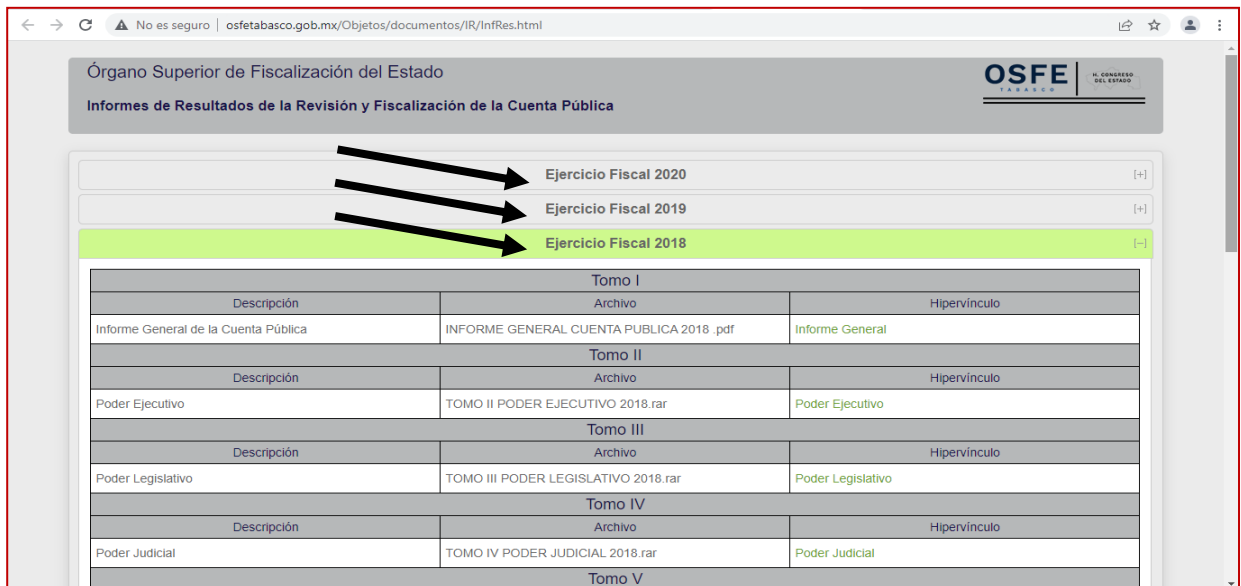 No es seguro | osfetabasco.gob.mx/Objetos/documentos/IR/InfRes.html
Órgano Superior de Fiscalización del Estado
Informes de Resultados de la Revisión y Fiscalización de la Cuenta Pública
OSFE
TABASCO
H. CONGRESO
DEL ESTADO
Ejercicio Fiscal 2020 [+]
Ejercicio Fiscal 2019 [+]
Ejercicio Fiscal 2018 [−]
Tomo I
Descripción Archivo Hipervínculo
Informe General de la Cuenta Pública INFORME GENERAL CUENTA PUBLICA 2018 .pdf Informe General
Tomo II
Descripción Archivo Hipervínculo
Poder Ejecutivo TOMO II PODER EJECUTIVO 2018.rar Poder Ejecutivo
Tomo III
Descripción Archivo Hipervínculo
Poder Legislativo TOMO III PODER LEGISLATIVO 2018.rar Poder Legislativo
Tomo IV
Descripción Archivo Hipervínculo
Poder Judicial TOMO IV PODER JUDICIAL 2018.rar Poder Judicial
Tomo V